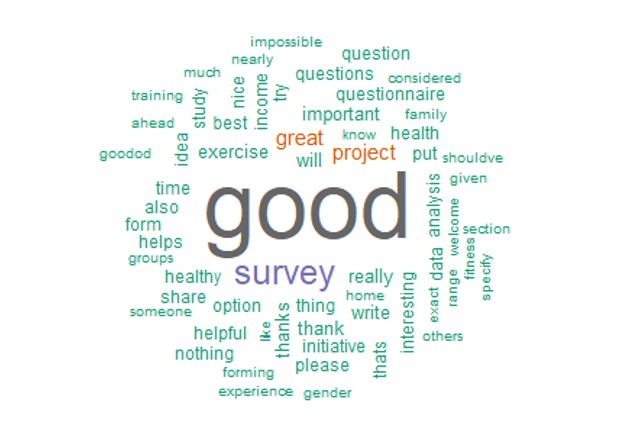 impossible
nearly
question
much
questions
considered
training
study
nice
income
try
questionnaire
important
family
ahead
best
great
know
health
goodod
idea
exercise
will
project
put
shouldve
time
given
also
good
analysis
welcome
form
section
helps
groups
data
range
fitness
specify
healthy
survey
really
exact
share
home
interesting
someone
option
thanks
thing
write
helpful
like
thank
others
nothing
initiative
thats
forming
please
experience
gender